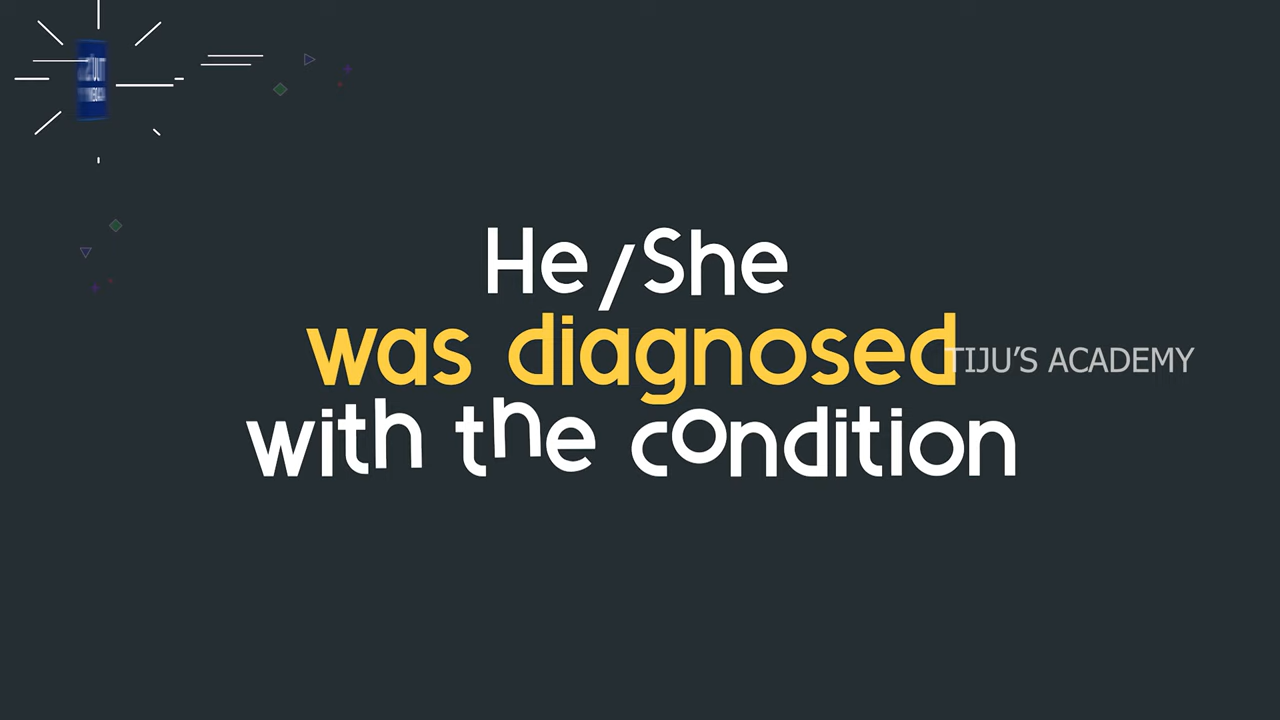 He/She
was diagnosed
TIJU'S ACADEMY
with the condition